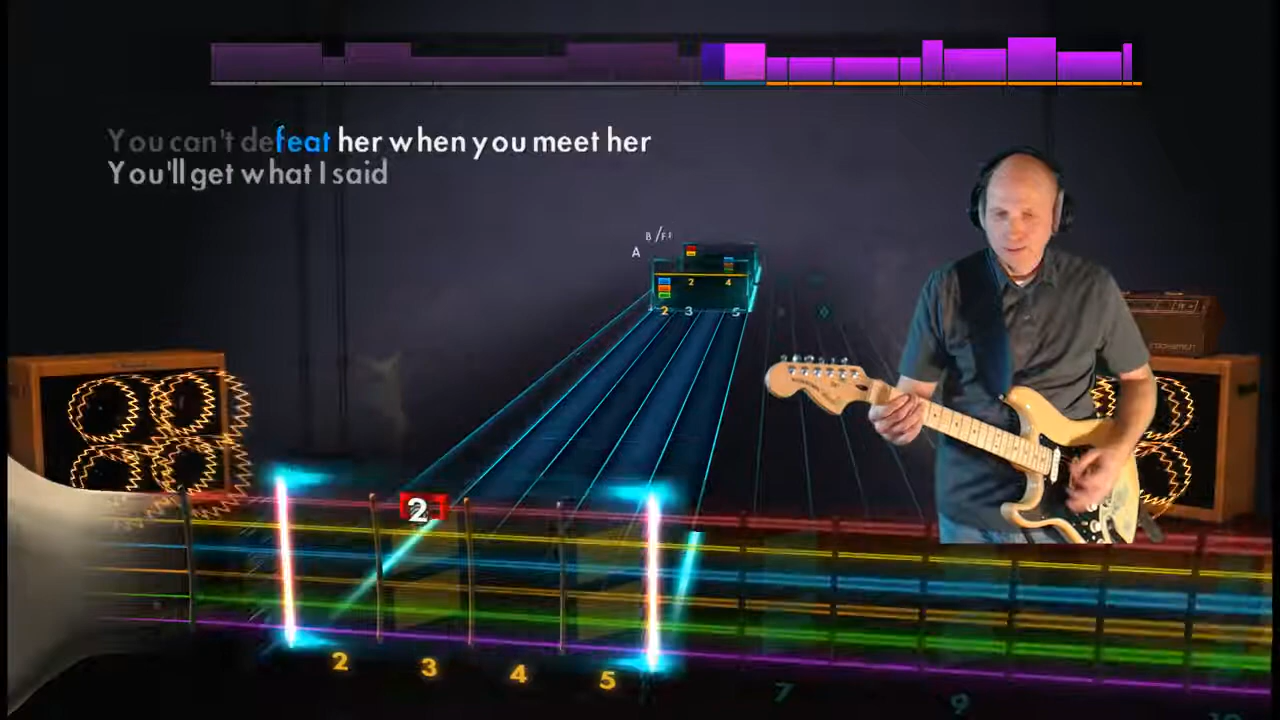 You can't defeat her when you meet her
You'll get what I said
B/F♯
A
2 4
2 3 5
2
2 3 4 5 7 9